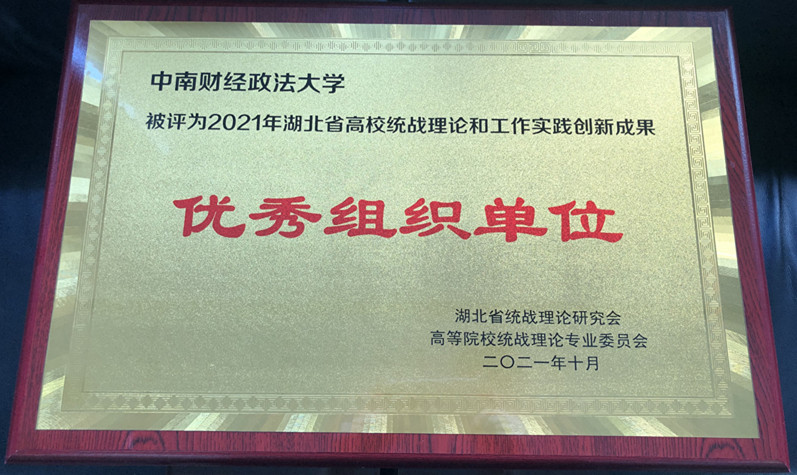 中南财经政法大学
被评为2021年湖北省高校统战理论和工作实践创新成果
优秀组织单位
湖北省统战理论研究会
高等院校统战理论专业委员会
二〇二一年十月